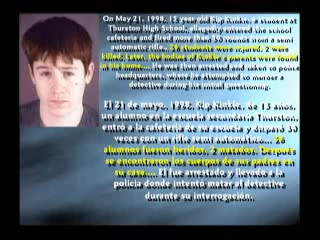 On May 21, 1998, 15 year old Kip Kinkle, a student at
Thurston High School, allegedly entered the school
cafeteria and fired more than 50 rounds from a semi
automatic rifle.. 26 students were injured, 2 were
killed. Later, the bodies of Kinkle's parents were found
in his home.... He was then arrested and taken to police
headquarters, where he attempted to murder a
detective during the initial questioning.
El 21 de mayo, 1998, Kip Kinkle, de 15 años,
un alumno en la escuela secundaria Thurston,
entró a la cafetería de su escuela y disparó 50
veces con un rifle semi automático... 26
alumnos fueron heridos, 2 matados. Después
se encontraron los cuerpos de sus padres en
su casa.... El fue arrestado y llevado a la
policía donde intentó matar al detective
durante su interrogación..